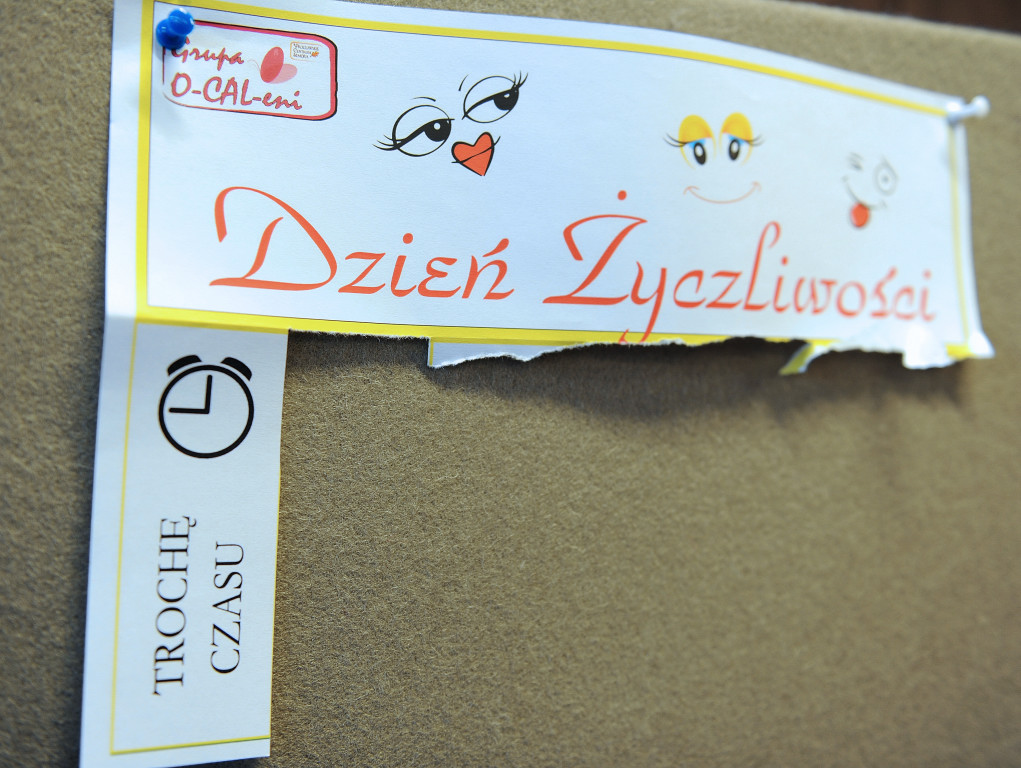 Grupa
O-CAL-eni
Dzień Życzliwości
TROCHĘ
CZASU